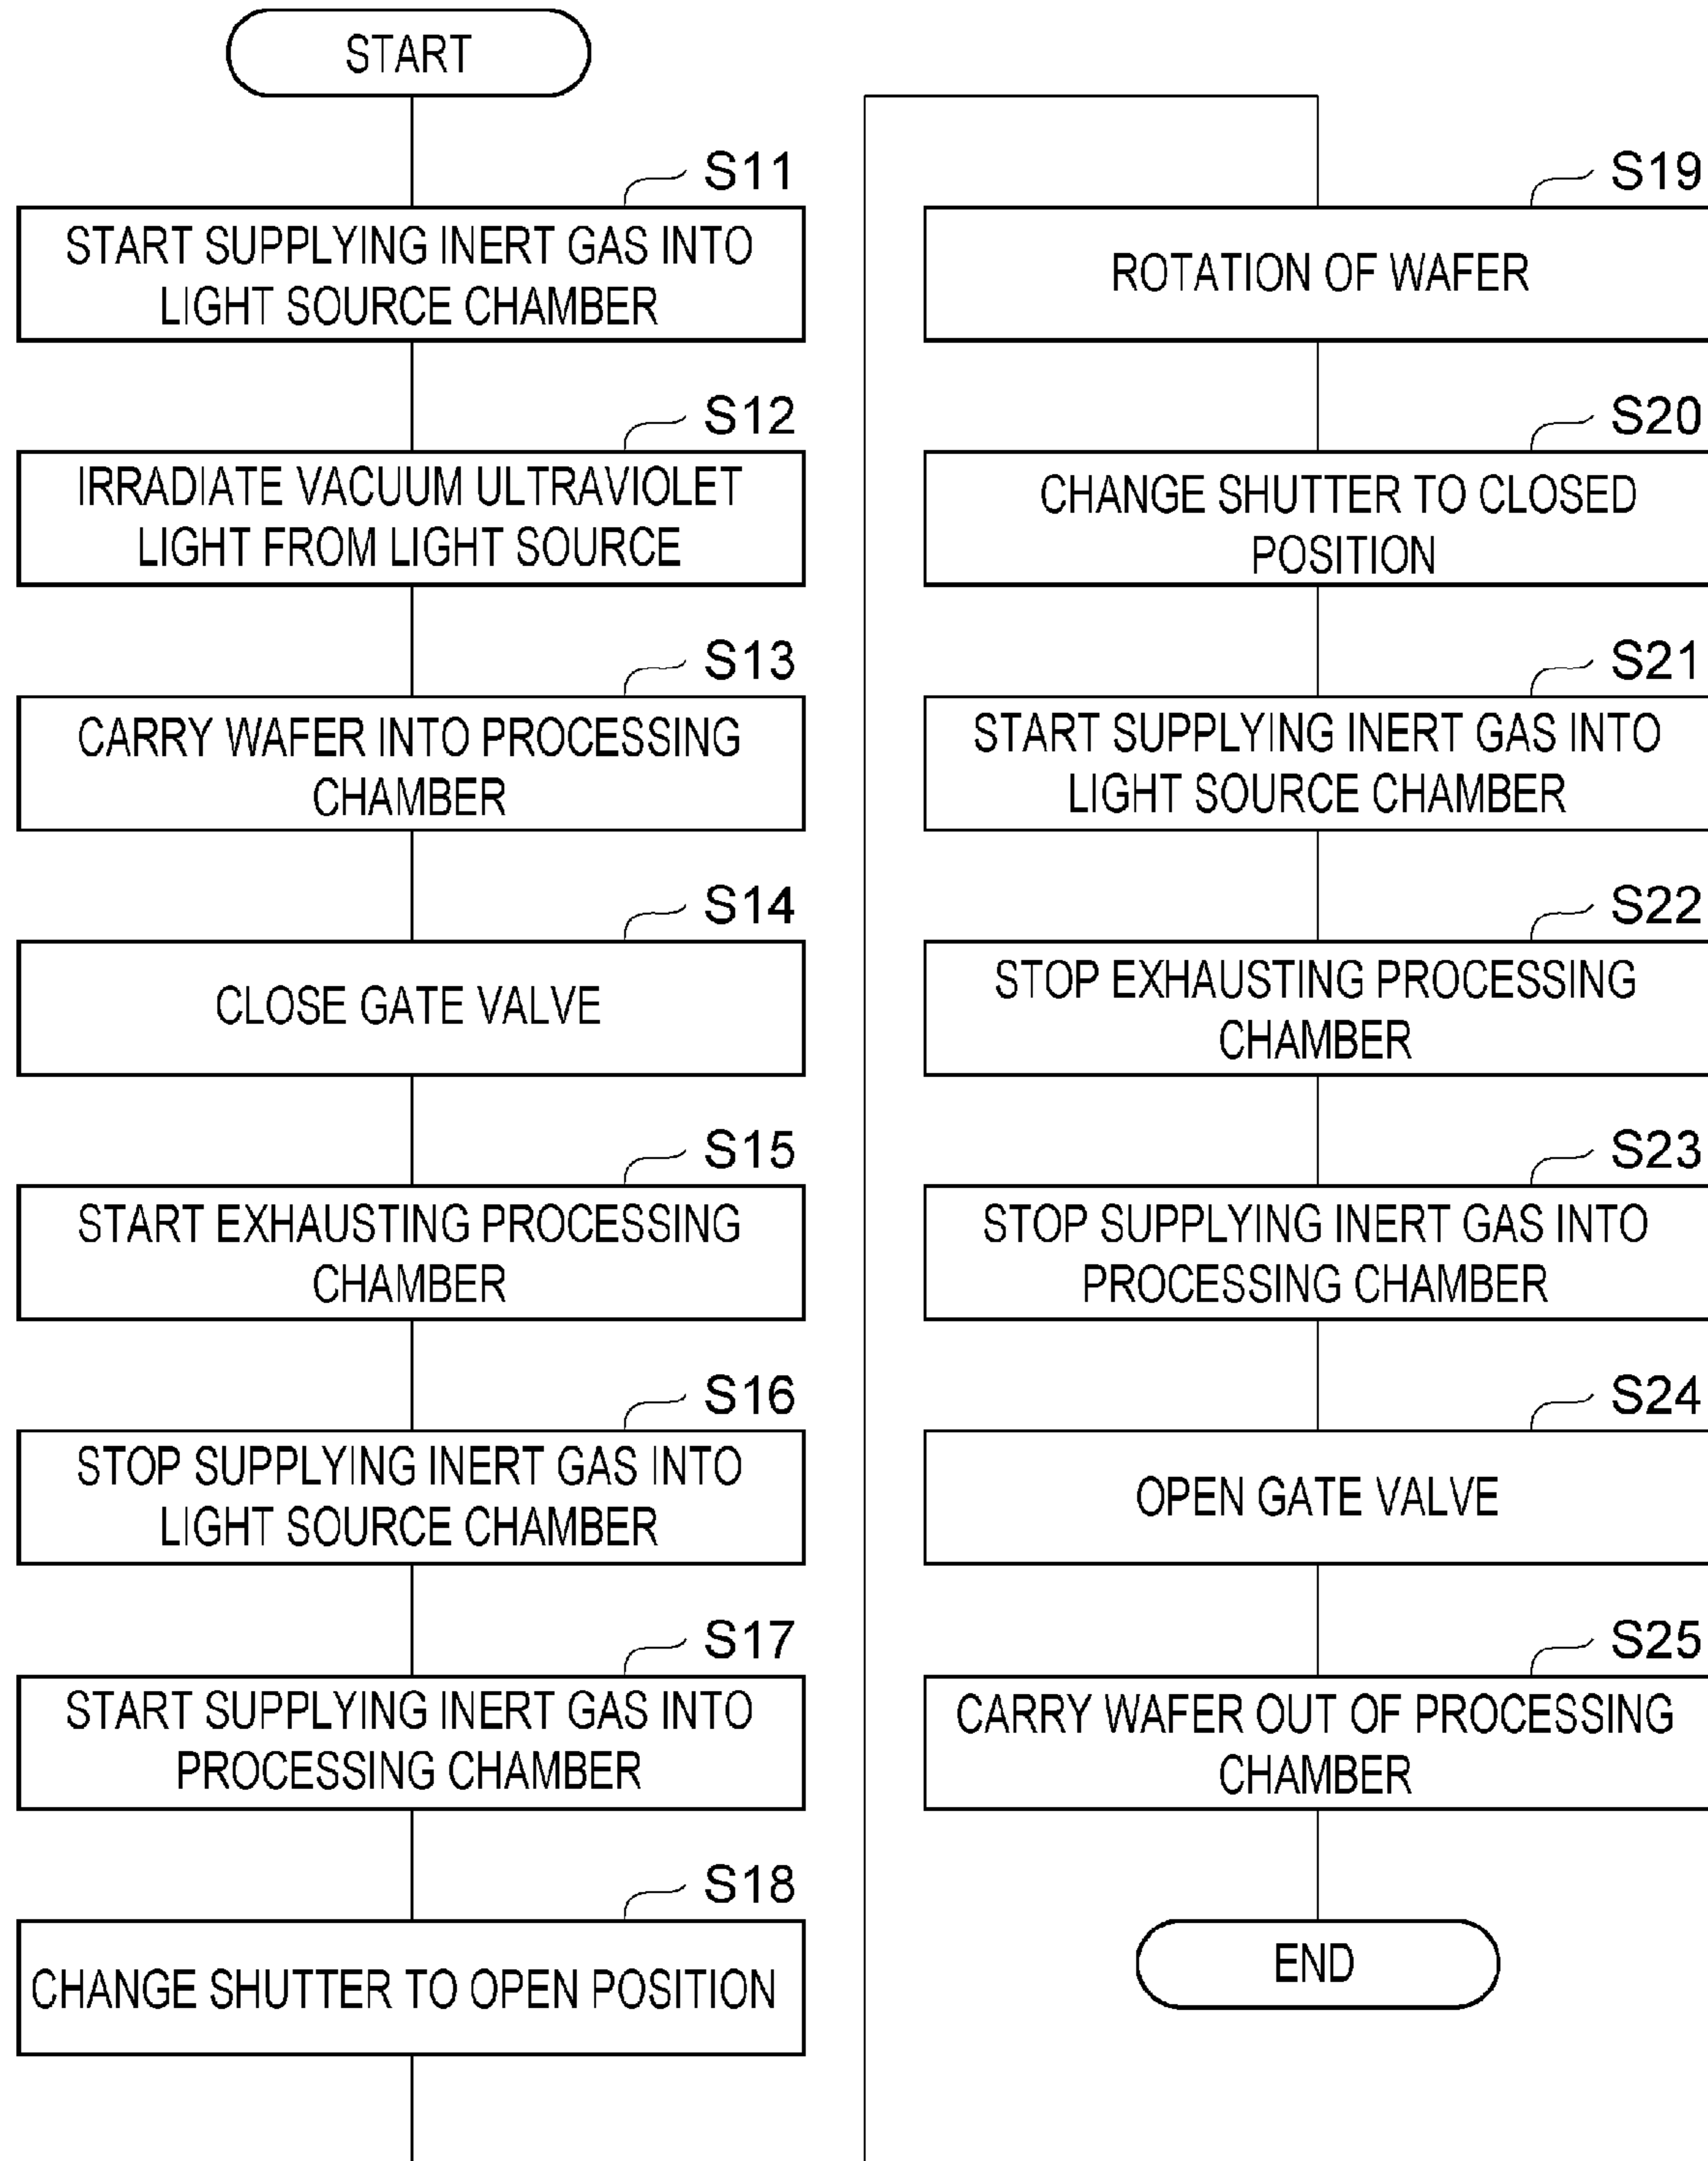 START
S11
START SUPPLYING INERT GAS INTO
LIGHT SOURCE CHAMBER
S12
IRRADIATE VACUUM ULTRAVIOLET
LIGHT FROM LIGHT SOURCE
S13
CARRY WAFER INTO PROCESSING
CHAMBER
S14
CLOSE GATE VALVE
S15
START EXHAUSTING PROCESSING
CHAMBER
S16
STOP SUPPLYING INERT GAS INTO
LIGHT SOURCE CHAMBER
S17
START SUPPLYING INERT GAS INTO
PROCESSING CHAMBER
S18
CHANGE SHUTTER TO OPEN POSITION
S19
ROTATION OF WAFER
S20
CHANGE SHUTTER TO CLOSED
POSITION
S21
START SUPPLYING INERT GAS INTO
LIGHT SOURCE CHAMBER
S22
STOP EXHAUSTING PROCESSING
CHAMBER
S23
STOP SUPPLYING INERT GAS INTO
PROCESSING CHAMBER
S24
OPEN GATE VALVE
S25
CARRY WAFER OUT OF PROCESSING
CHAMBER
END